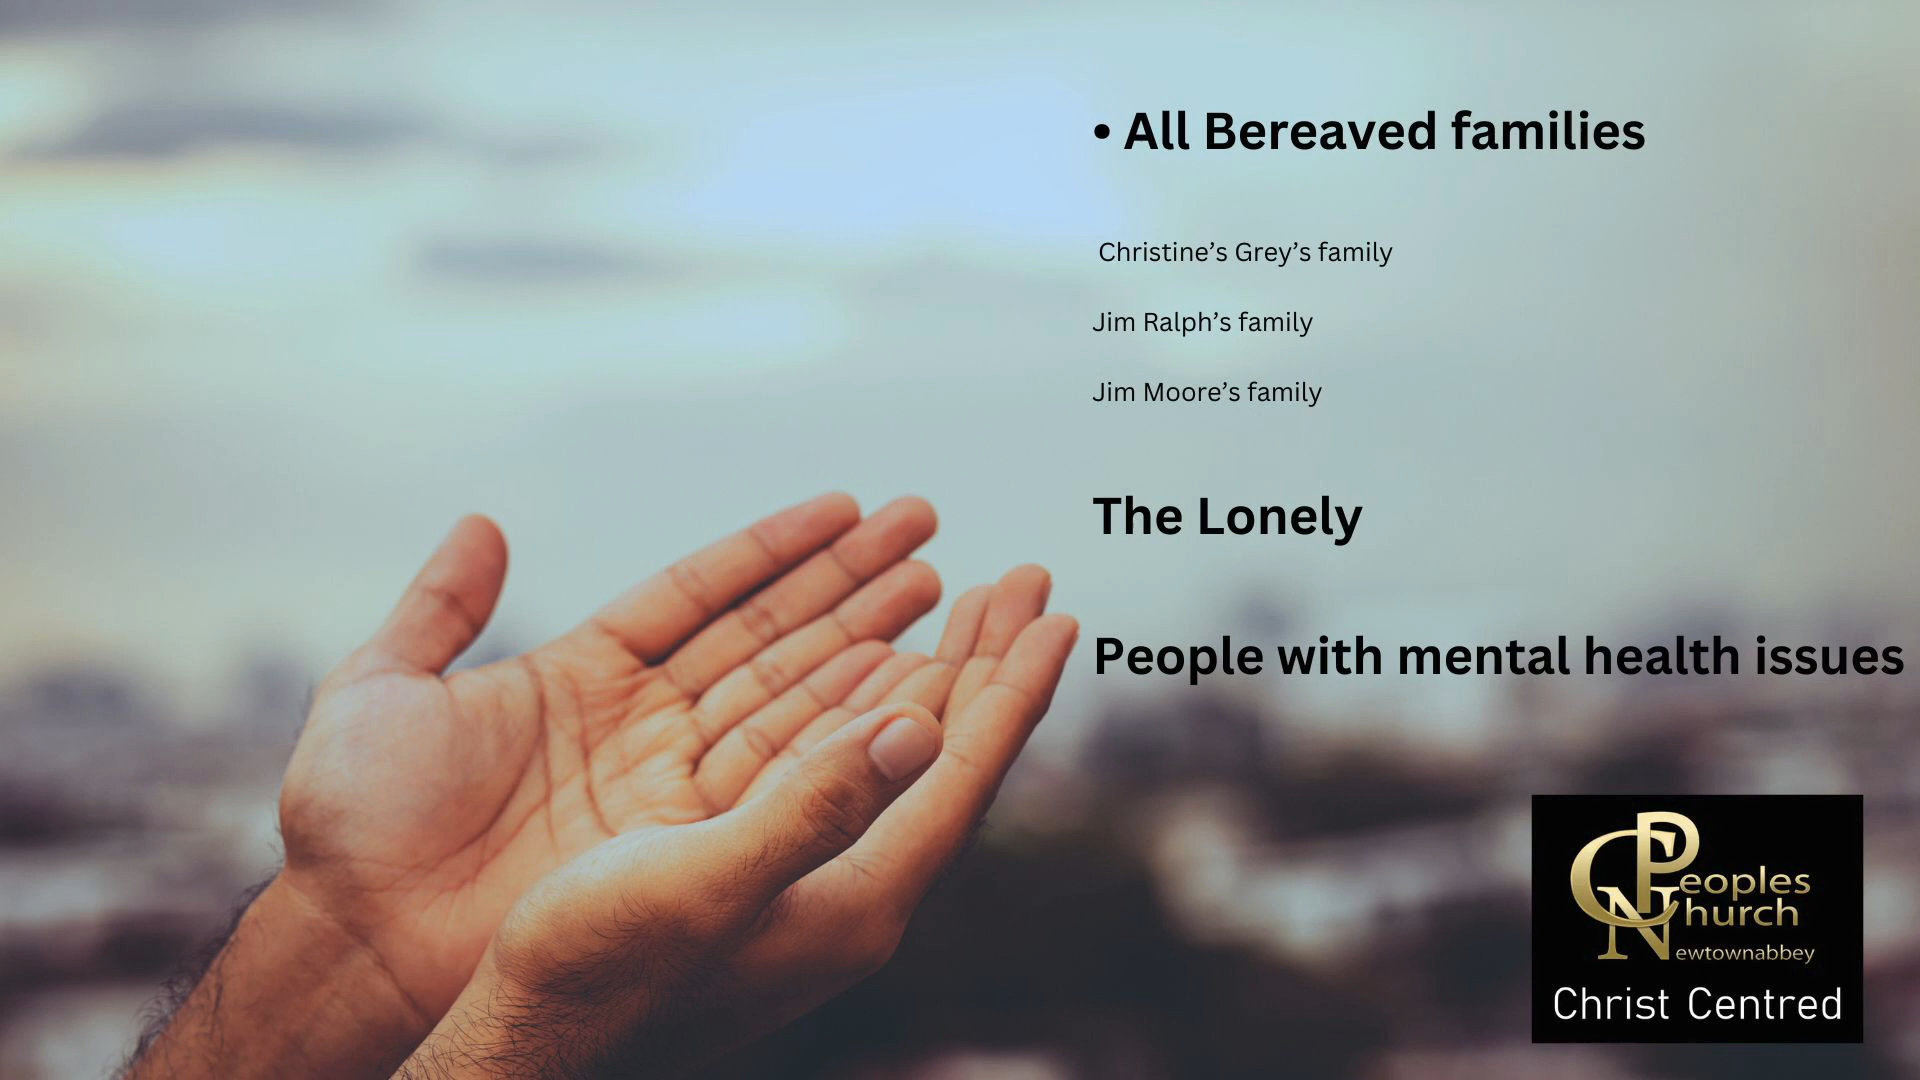 • All Bereaved families
Christine’s Grey’s family
Jim Ralph’s family
Jim Moore’s family
The Lonely
People with mental health issues
Peoples
Church
Newtownabbey
Christ Centred